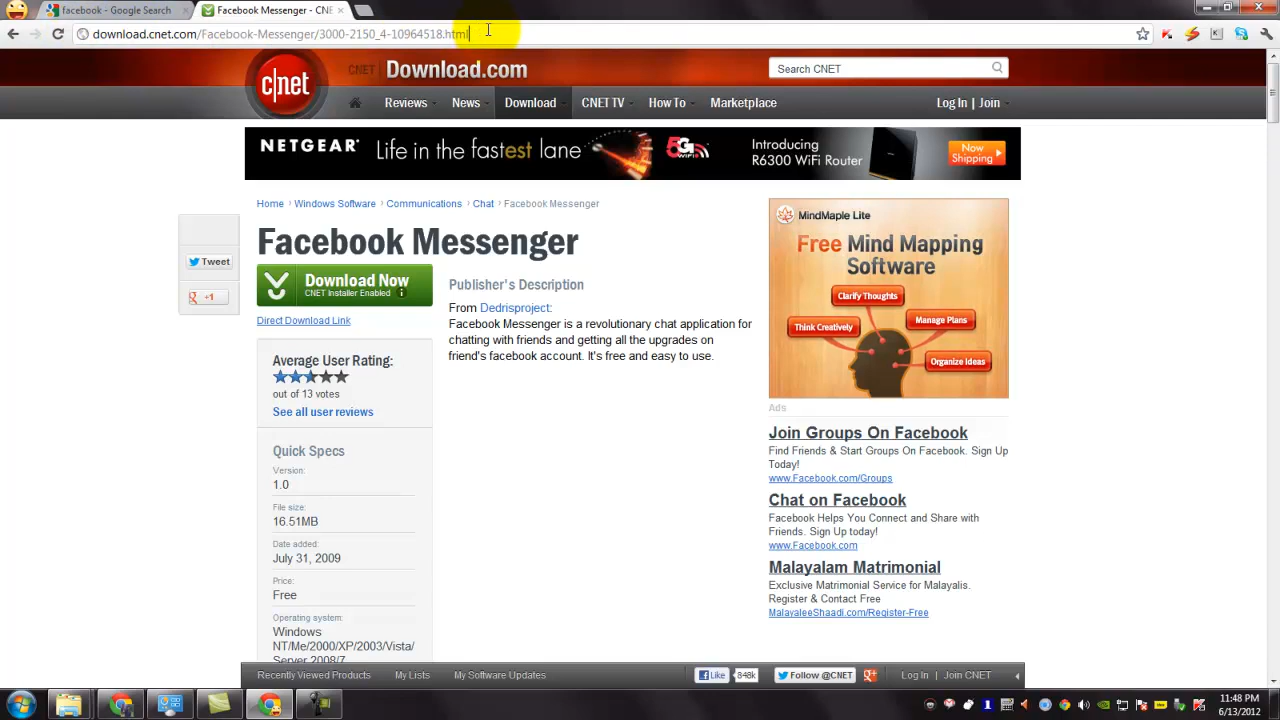 facebook - Google Search
Facebook Messenger - CNE
download.cnet.com/Facebook-Messenger/3000-2150_4-10964518.html
c|net
CNET
Download.com
Search CNET
Reviews
News
Download
CNET TV
How To
Marketplace
Log In | Join
NETGEAR®
Life in the fastest lane
5G WiFi
Introducing
R6300 WiFi Router
Now
Shipping
Home › Windows Software › Communications › Chat › Facebook Messenger
Facebook Messenger
Tweet
+1
Download Now
CNET Installer Enabled
Direct Download Link
Publisher's Description
From Dedrisproject:
Facebook Messenger is a revolutionary chat application for
chatting with friends and getting all the upgrades on
friend's facebook account. It's free and easy to use.
Average User Rating:
out of 13 votes
See all user reviews
Quick Specs
Version:
1.0
File size:
16.51MB
Date added:
July 31, 2009
Price:
Free
Operating system:
Windows
NT/Me/2000/XP/2003/Vista/
Server 2008/7
MindMaple Lite
Free Mind Mapping
Software
Clarify Thoughts
Think Creatively
Manage Plans
Organize Ideas
Ads
Join Groups On Facebook
Find Friends & Start Groups On Facebook. Sign Up
Today!
www.Facebook.com/Groups
Chat on Facebook
Facebook Helps You Connect and Share with
Friends. Sign Up today!
www.Facebook.com
Malayalam Matrimonial
Exclusive Matrimonial Service for Malayalis.
Register & Contact Free
MalayaleeShaadi.com/Register-Free
Recently Viewed Products
My Lists
My Software Updates
Like
848k
Follow @CNET
Log In | Join CNET
11:48 PM
6/13/2012